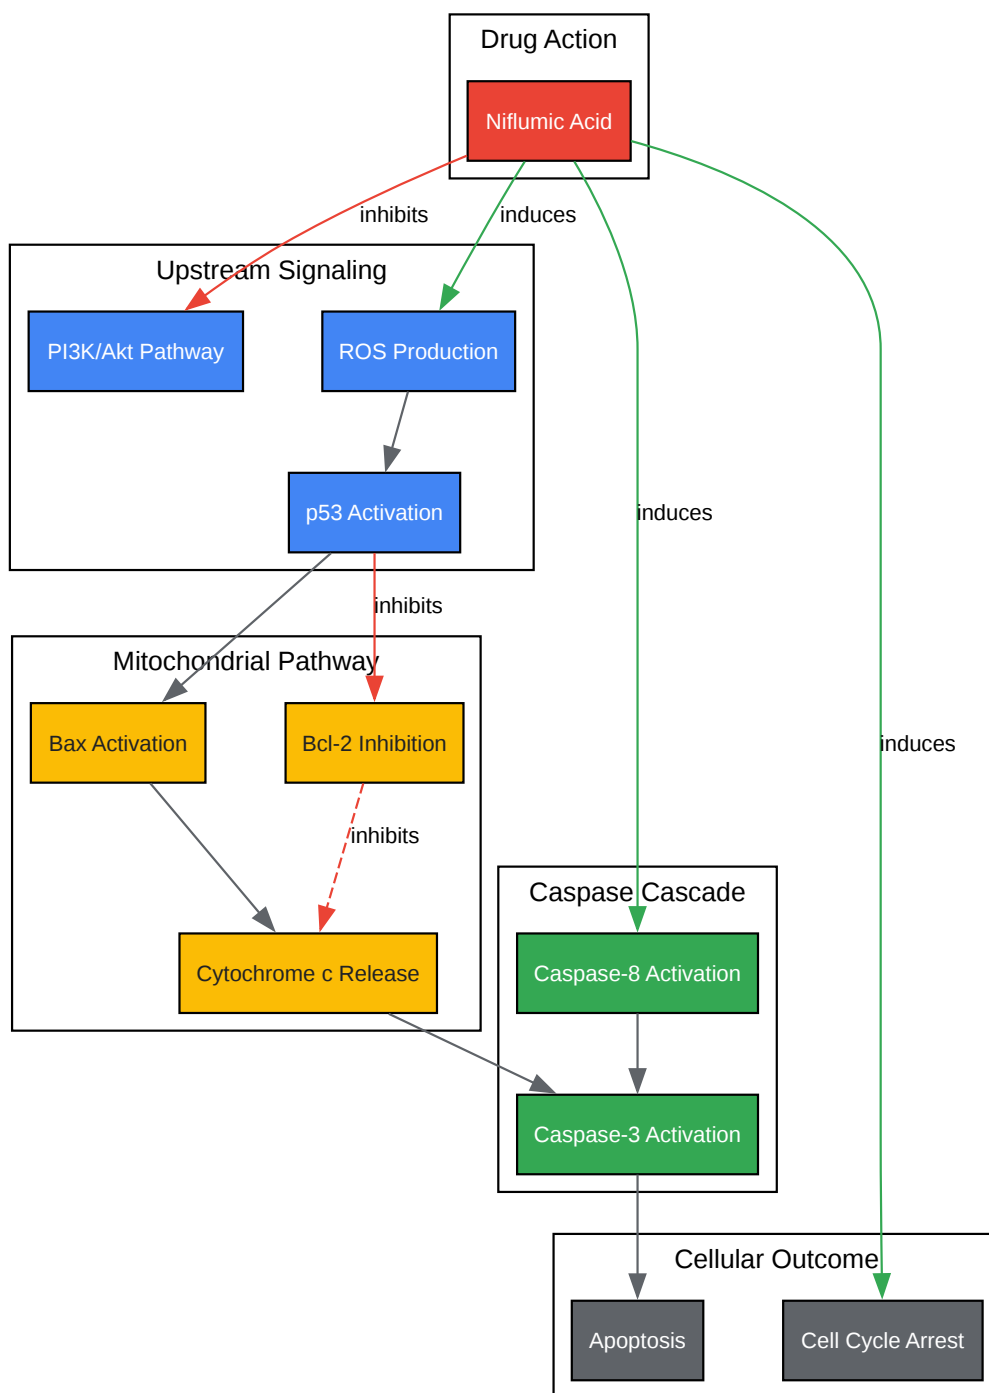 Drug Action
Niflumic Acid
inhibits
induces
Upstream Signaling
PI3K/Akt Pathway
ROS Production
p53 Activation
induces
inhibits
Mitochondrial Pathway
Bax Activation
Bcl-2 Inhibition
induces
inhibits
Caspase Cascade
Cytochrome c Release
Caspase-8 Activation
Caspase-3 Activation
Cellular Outcome
Apoptosis
Cell Cycle Arrest